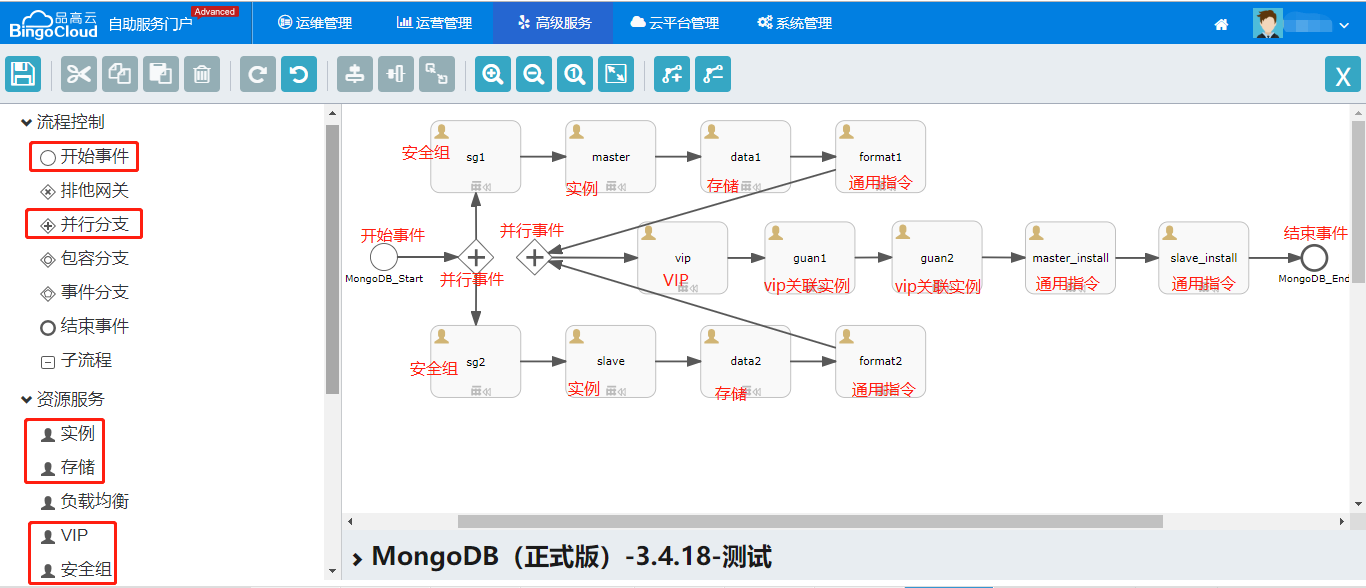 品高云
BingoCloud
自助服务门户
Advanced
运维管理
运营管理
高级服务
云平台管理
系统管理
1
X
流程控制
开始事件
排他网关
并行分支
包容分支
事件分支
结束事件
子流程
资源服务
实例
存储
负载均衡
VIP
安全组
安全组
sg1
master
实例
data1
存储
format1
通用指令
开始事件
MongoDB_Start
并行事件
并行事件
vip
VIP
guan1
vip关联实例
guan2
vip关联实例
master_install
通用指令
slave_install
通用指令
结束事件
MongoDB_End
安全组
sg2
slave
实例
data2
存储
format2
通用指令
MongoDB（正式版）-3.4.18-测试